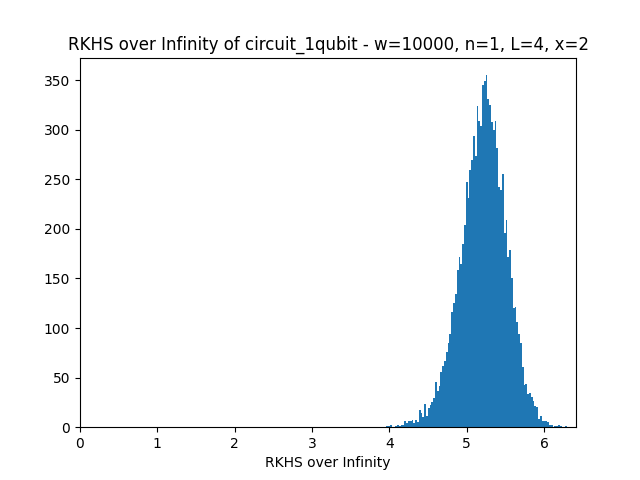 RKHS over Infinity of circuit_1qubit - w=10000, n=1, L=4, x=2
350
300
250
200
150
100
50
0
0 1 2 3 4 5 6
RKHS over Infinity